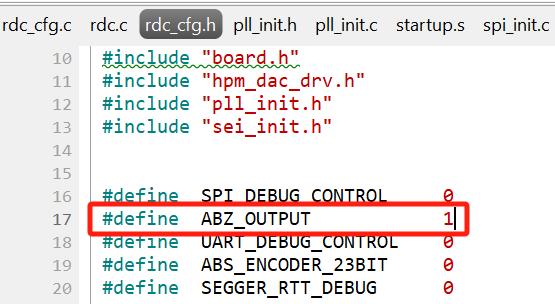 rdc_cfg.c rdc.c rdc_cfg.h pll_init.h pll_init.c startup.s spi_init.c
10 #include "board.h"
11 #include "hpm_dac_drv.h"
12 #include "pll_init.h"
13 #include "sei_init.h"
14
15
16 #define SPI_DEBUG_CONTROL 0
17 #define ABZ_OUTPUT 1
18 #define UART_DEBUG_CONTROL 0
19 #define ABS_ENCODER_23BIT 0
20 #define SEGGER_RTT_DEBUG 0